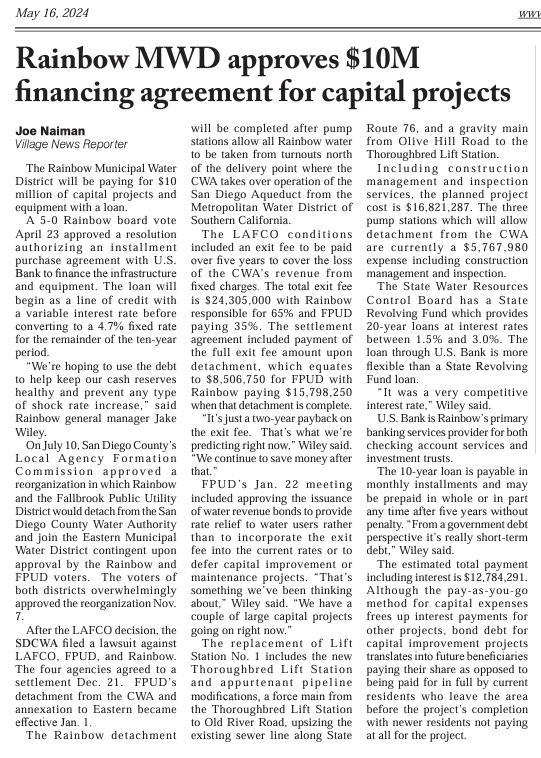 May 16, 2024
www
Rainbow MWD approves $10M
financing agreement for capital projects
Joe Naiman
Village News Reporter
The Rainbow Municipal Water
District will be paying for $10
million of capital projects and
equipment with a loan.
A 5-0 Rainbow board vote
April 23 approved a resolution
authorizing an installment
purchase agreement with U.S.
Bank to finance the infrastructure
and equipment. The loan will
begin as a line of credit with
a variable interest rate before
converting to a 4.7% fixed rate
for the remainder of the ten-year
period.
“We’re hoping to use the debt
to help keep our cash reserves
healthy and prevent any type
of shock rate increase,” said
Rainbow general manager Jake
Wiley.
On July 10, San Diego County’s
Local Agency Formation
Commission approved a
reorganization in which Rainbow
and the Fallbrook Public Utility
District would detach from the San
Diego County Water Authority
and join the Eastern Municipal
Water District contingent upon
approval by the Rainbow and
FPUD voters. The voters of
both districts overwhelmingly
approved the reorganization Nov.
7.
After the LAFCO decision, the
SDCWA filed a lawsuit against
LAFCO, FPUD, and Rainbow.
The four agencies agreed to a
settlement Dec. 21. FPUD’s
detachment from the CWA and
annexation to Eastern became
effective Jan. 1.
The Rainbow detachment
will be completed after pump
stations allow all Rainbow water
to be taken from turnouts north
of the delivery point where the
CWA takes over operation of the
San Diego Aqueduct from the
Metropolitan Water District of
Southern California.
The LAFCO conditions
included an exit fee to be paid
over five years to cover the loss
of the CWA’s revenue from
fixed charges. The total exit fee
is $24,305,000 with Rainbow
responsible for 65% and FPUD
paying 35%. The settlement
agreement included payment of
the full exit fee amount upon
detachment, which equates
to $8,506,750 for FPUD with
Rainbow paying $15,798,250
when that detachment is complete.
“It’s just a two-year payback on
the exit fee. That’s what we’re
predicting right now,” Wiley said.
“We continue to save money after
that.”
FPUD’s Jan. 22 meeting
included approving the issuance
of water revenue bonds to provide
rate relief to water users rather
than to incorporate the exit
fee into the current rates or to
defer capital improvement or
maintenance projects. “That’s
something we’ve been thinking
about,” Wiley said. “We have a
couple of large capital projects
going on right now.”
The replacement of Lift
Station No. 1 includes the new
Thoroughbred Lift Station
and appurtenant pipeline
modifications, a force main from
the Thoroughbred Lift Station
to Old River Road, upsizing the
existing sewer line along State
Route 76, and a gravity main
from Olive Hill Road to the
Thoroughbred Lift Station.
Including construction
management and inspection
services, the planned project
cost is $16,821,287. The three
pump stations which will allow
detachment from the CWA
are currently a $5,767,980
expense including construction
management and inspection.
The State Water Resources
Control Board has a State
Revolving Fund which provides
20-year loans at interest rates
between 1.5% and 3.0%. The
loan through U.S. Bank is more
flexible than a State Revolving
Fund loan.
“It was a very competitive
interest rate,” Wiley said.
U.S. Bank is Rainbow’s primary
banking services provider for both
checking account services and
investment trusts.
The 10-year loan is payable in
monthly installments and may
be prepaid in whole or in part
any time after five years without
penalty. “From a government debt
perspective it’s really short-term
debt,” Wiley said.
The estimated total payment
including interest is $12,784,291.
Although the pay-as-you-go
method for capital expenses
frees up interest payments for
other projects, bond debt for
capital improvement projects
translates into future beneficiaries
paying their share as opposed to
being paid for in full by current
residents who leave the area
before the project’s completion
with newer residents not paying
at all for the project.